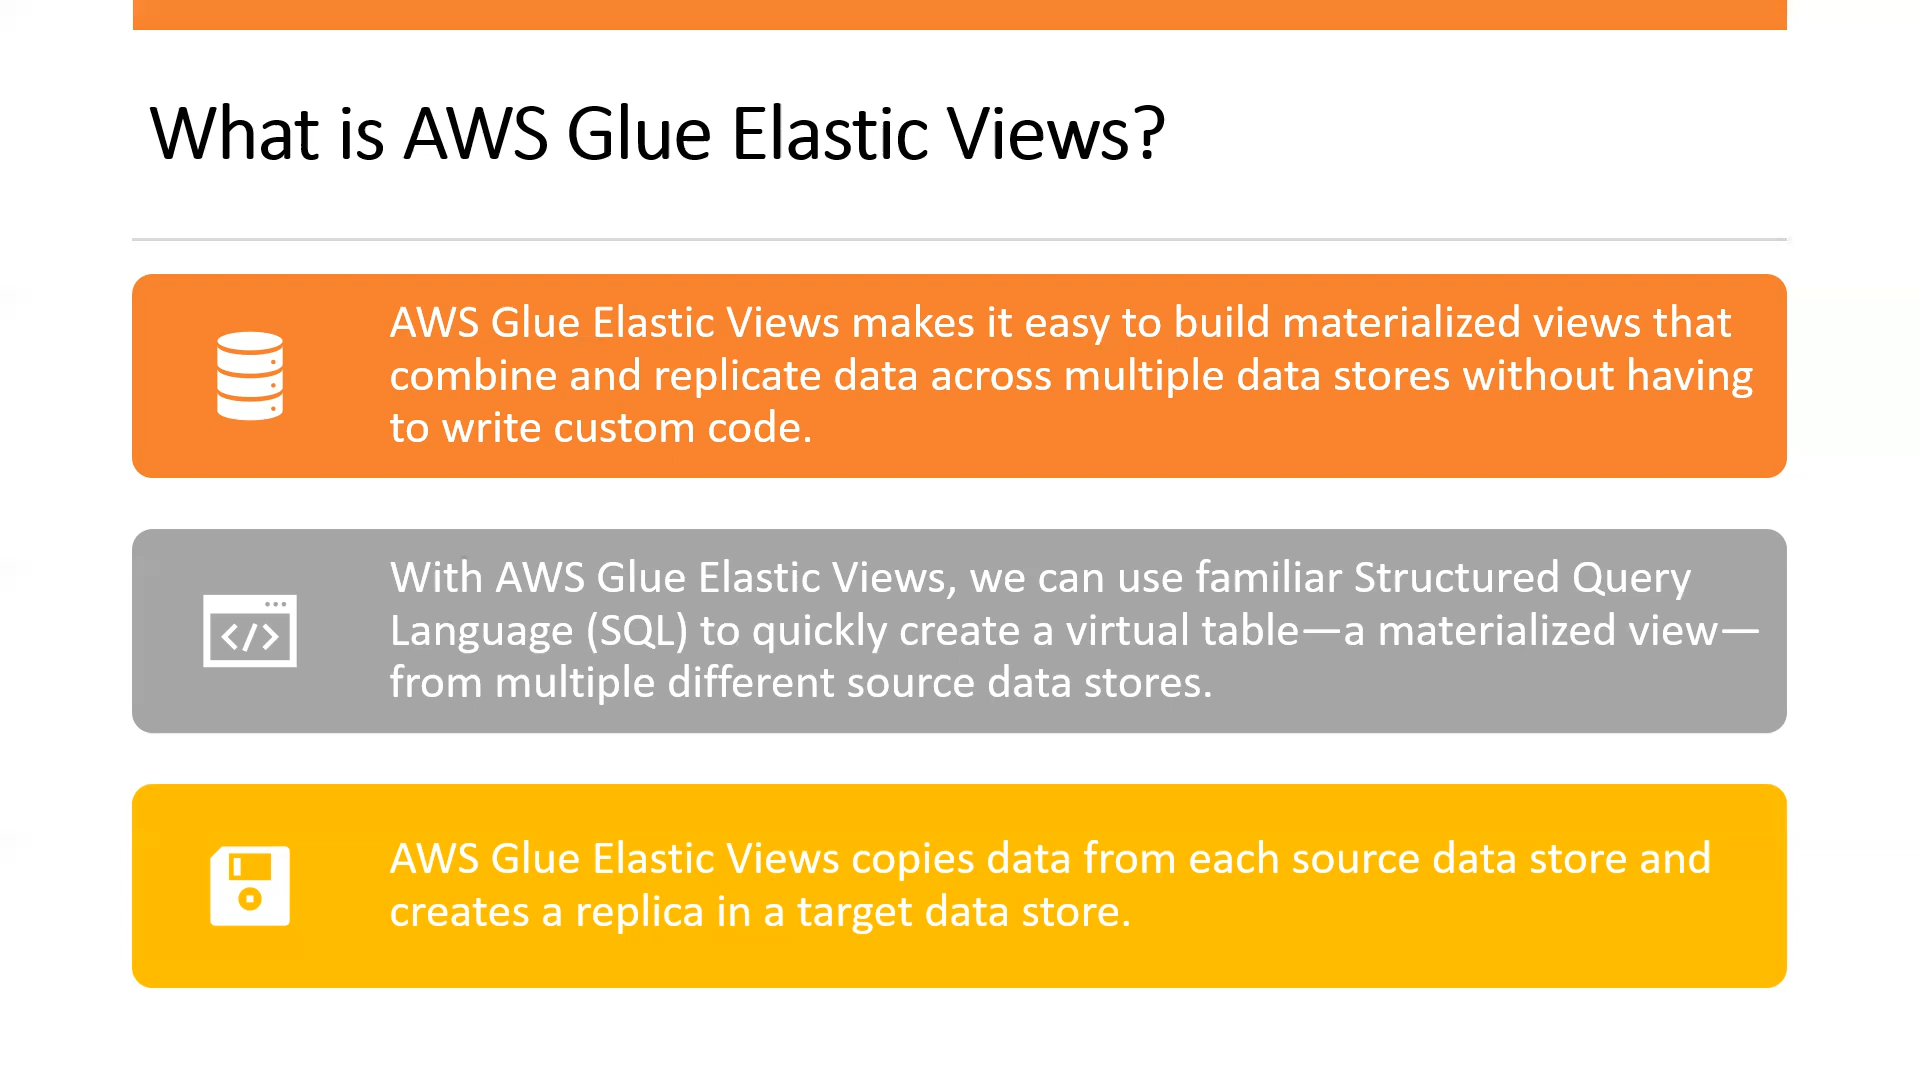 What is AWS Glue Elastic Views?
AWS Glue Elastic Views makes it easy to build materialized views that
combine and replicate data across multiple data stores without having
to write custom code.
With AWS Glue Elastic Views, we can use familiar Structured Query
Language (SQL) to quickly create a virtual table—a materialized view—
from multiple different source data stores.
AWS Glue Elastic Views copies data from each source data store and
creates a replica in a target data store.